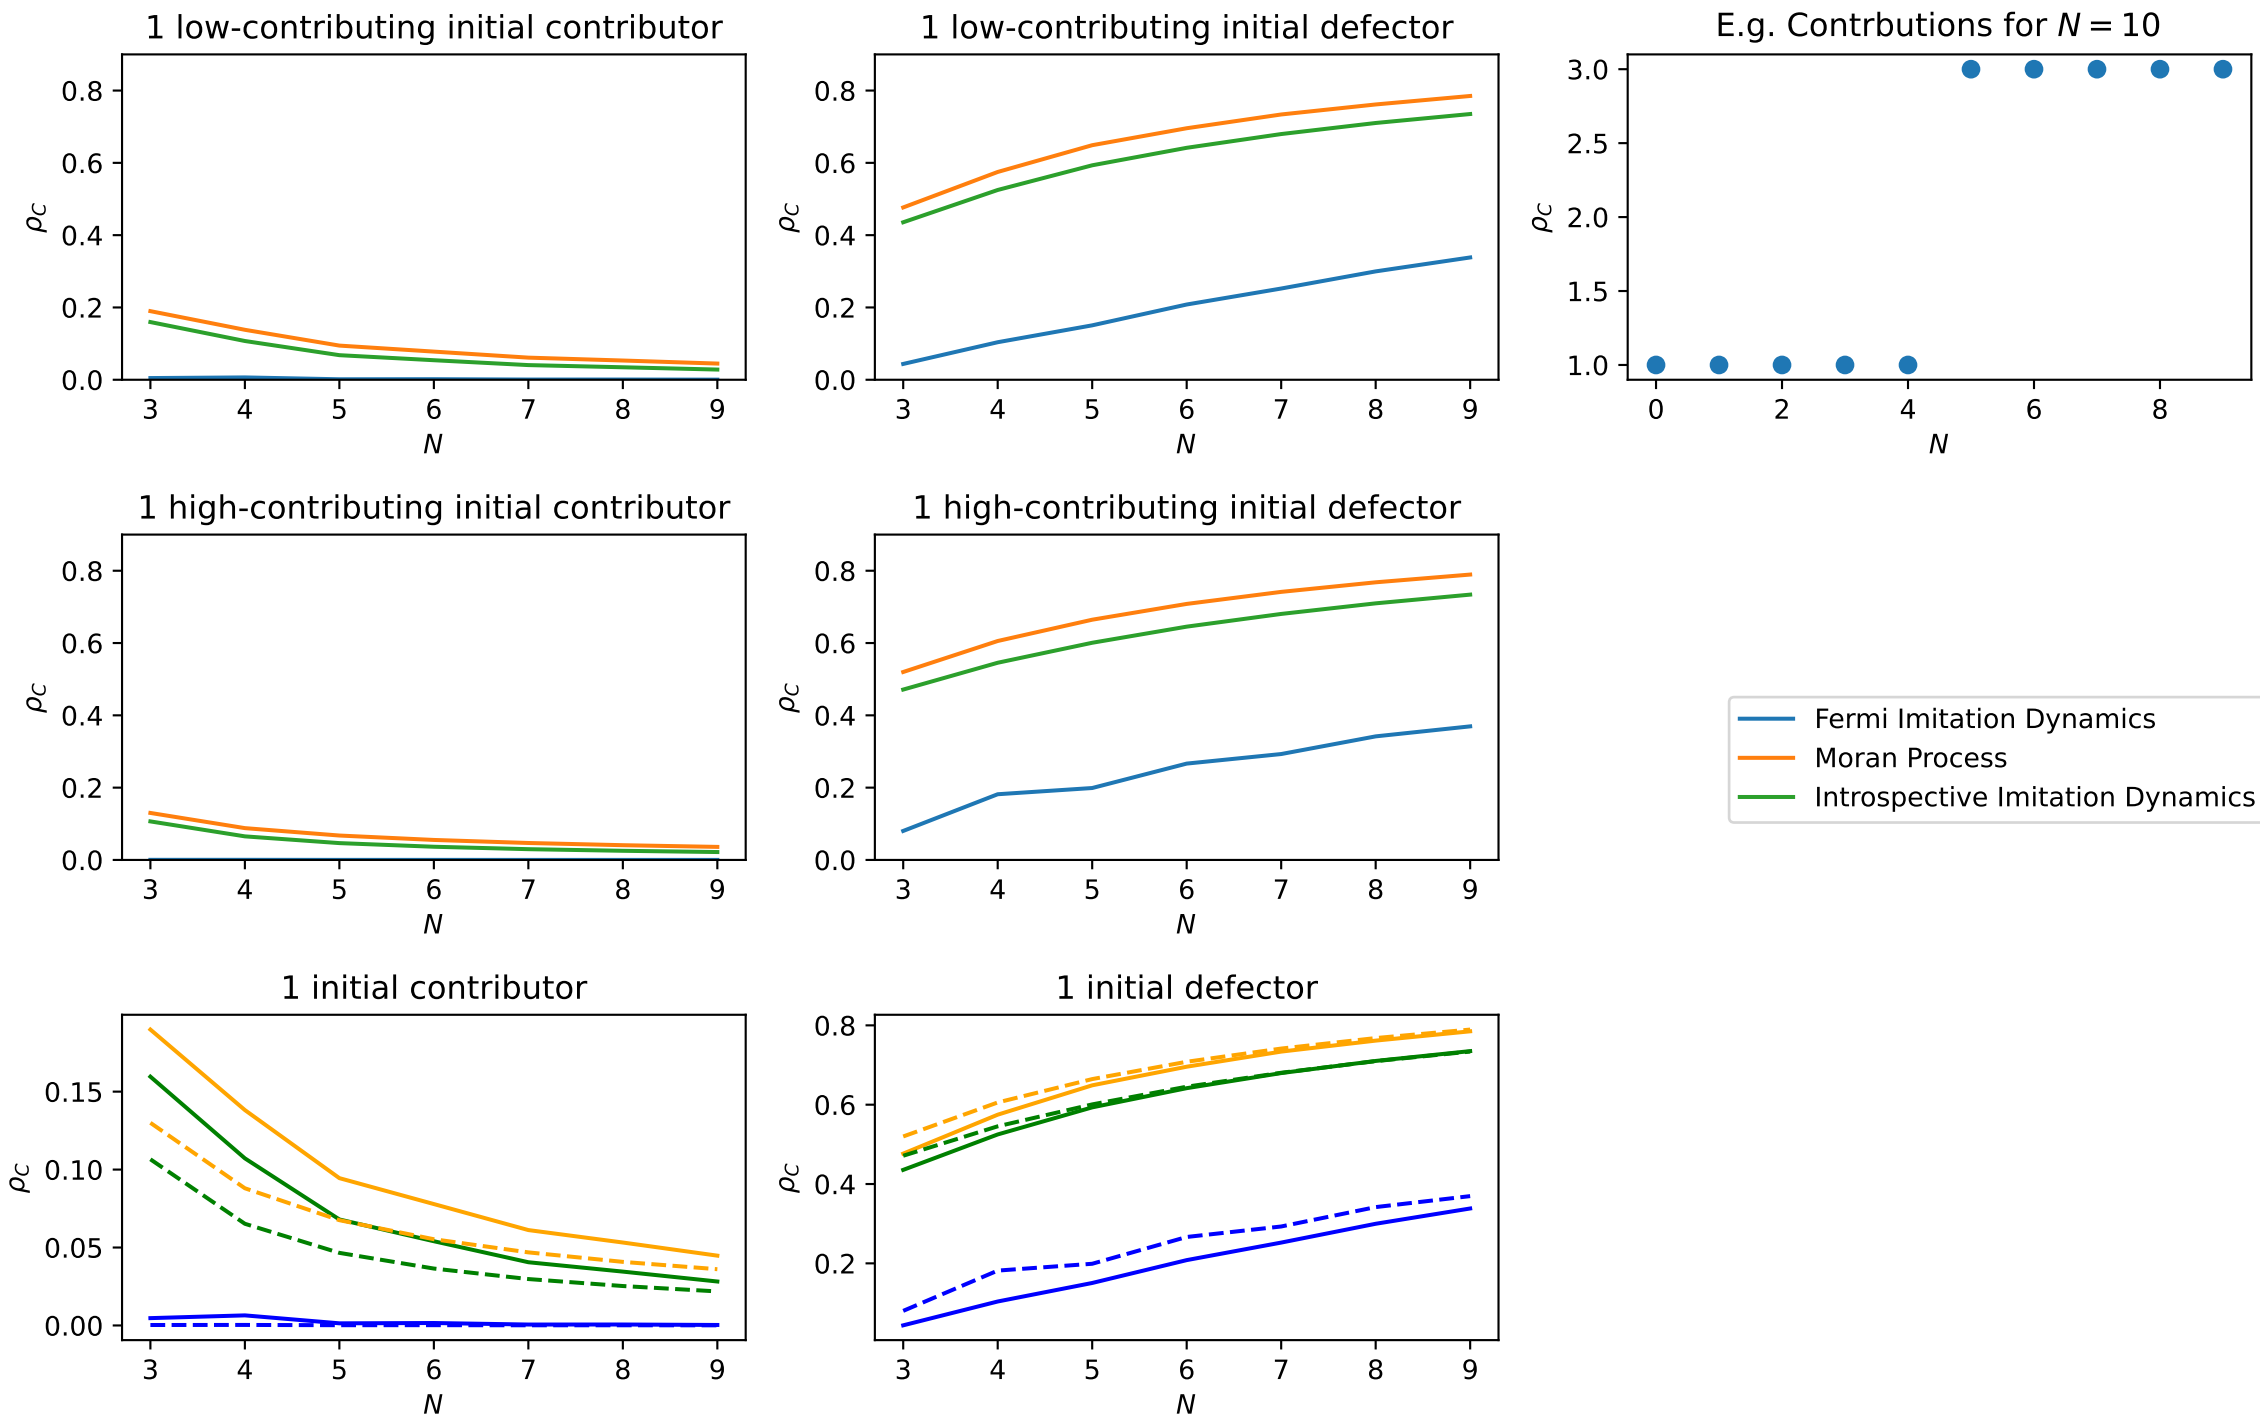 1 low-contributing initial contributor
0.8
0.6
0.4
0.2
0.0
ρC
3 4 5 6 7 8 9
N
1 low-contributing initial defector
0.8
0.6
0.4
0.2
0.0
ρC
3 4 5 6 7 8 9
N
E.g. Contrbutions for N = 10
3.0
2.5
2.0
1.5
1.0
ρC
0 2 4 6 8
N
1 high-contributing initial contributor
0.8
0.6
0.4
0.2
0.0
ρC
3 4 5 6 7 8 9
N
1 high-contributing initial defector
0.8
0.6
0.4
0.2
0.0
ρC
3 4 5 6 7 8 9
N
Fermi Imitation Dynamics
Moran Process
Introspective Imitation Dynamics
1 initial contributor
0.15
0.10
0.05
0.00
ρC
3 4 5 6 7 8 9
N
1 initial defector
0.8
0.6
0.4
0.2
ρC
3 4 5 6 7 8 9
N